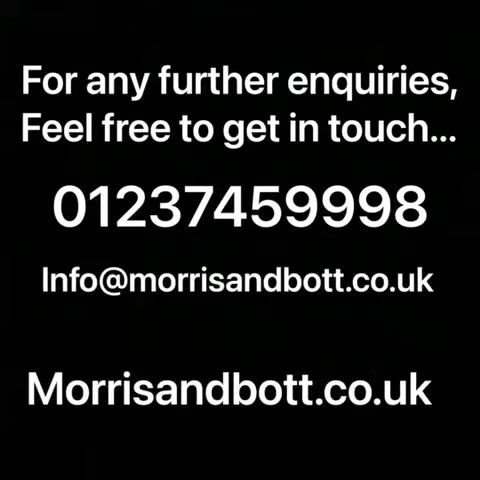 For any further enquiries,
Feel free to get in touch...
01237459998
Info@morrisandbott.co.uk
Morrisandbott.co.uk